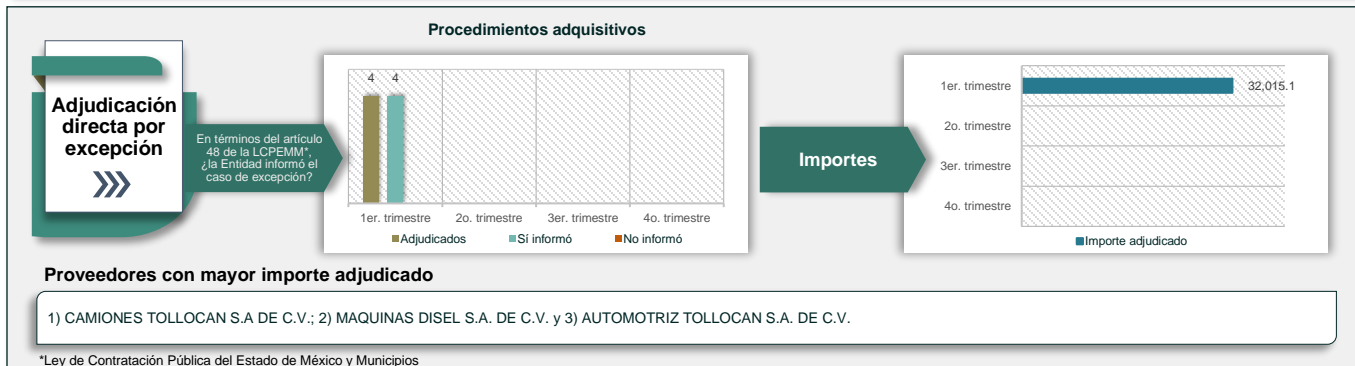 Adjudicación
directa por
excepción
En términos del artículo
48 de la LCPEMM*,
¿la Entidad informó el
caso de excepción?
Procedimientos adquisitivos
4 4
1er. trimestre 2o. trimestre 3er. trimestre 4o. trimestre
Adjudicados Sí informó No informó
Importes
1er. trimestre 32,015.1
2o. trimestre
3er. trimestre
4o. trimestre
Importe adjudicado
Proveedores con mayor importe adjudicado
1) CAMIONES TOLLOCAN S.A DE C.V.; 2) MAQUINAS DISEL S.A. DE C.V. y 3) AUTOMOTRIZ TOLLOCAN S.A. DE C.V.
*Ley de Contratación Pública del Estado de México y Municipios